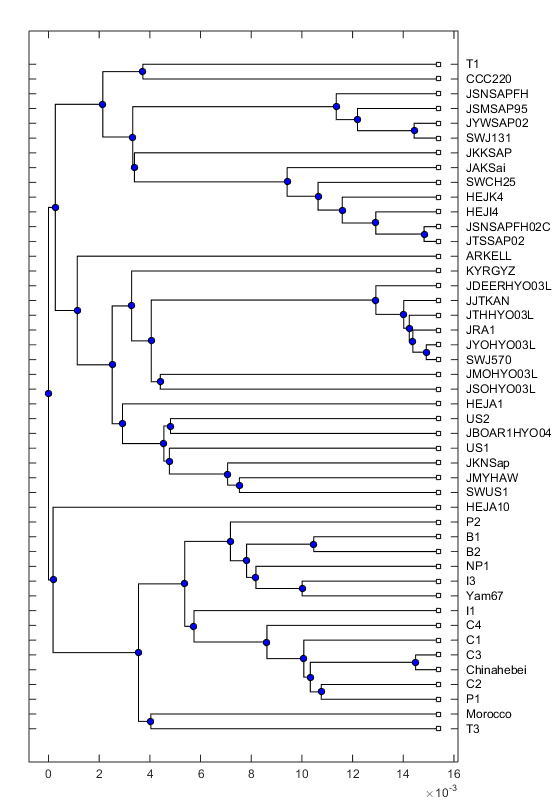 T1
CCC220
JSNSAPFH
JSMSAP95
JYWSAP02
SWJ131
JKKSAP
JAKSai
SWCH25
HEJK4
HEJI4
JSNSAPFH02C
JTSSAP02
ARKELL
KYRGYZ
JDEERHYO03L
JJTKAN
JTHHYO03L
JRA1
JYOHYO03L
SWJ570
JMOHYO03L
JSOHYO03L
HEJA1
US2
JBOAR1HYO04
US1
JKNSap
JMYHAW
SWUS1
HEJA10
P2
B1
B2
NP1
I3
Yam67
I1
C4
C1
C3
Chinahebei
C2
P1
Morocco
T3
0 2 4 6 8 10 12 14 16
×10⁻³